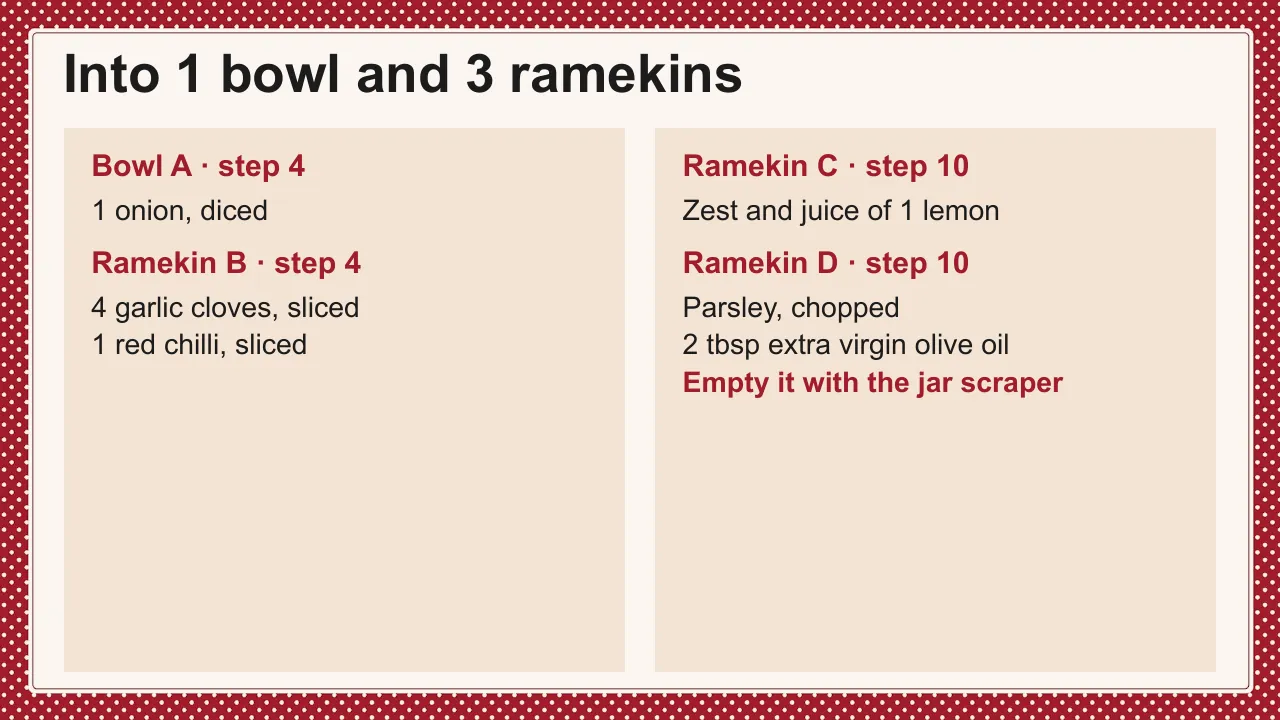 Into 1 bowl and 3 ramekins
Bowl A · step 4
1 onion, diced
Ramekin B · step 4
4 garlic cloves, sliced
1 red chilli, sliced
Ramekin C · step 10
Zest and juice of 1 lemon
Ramekin D · step 10
Parsley, chopped
2 tbsp extra virgin olive oil
Empty it with the jar scraper